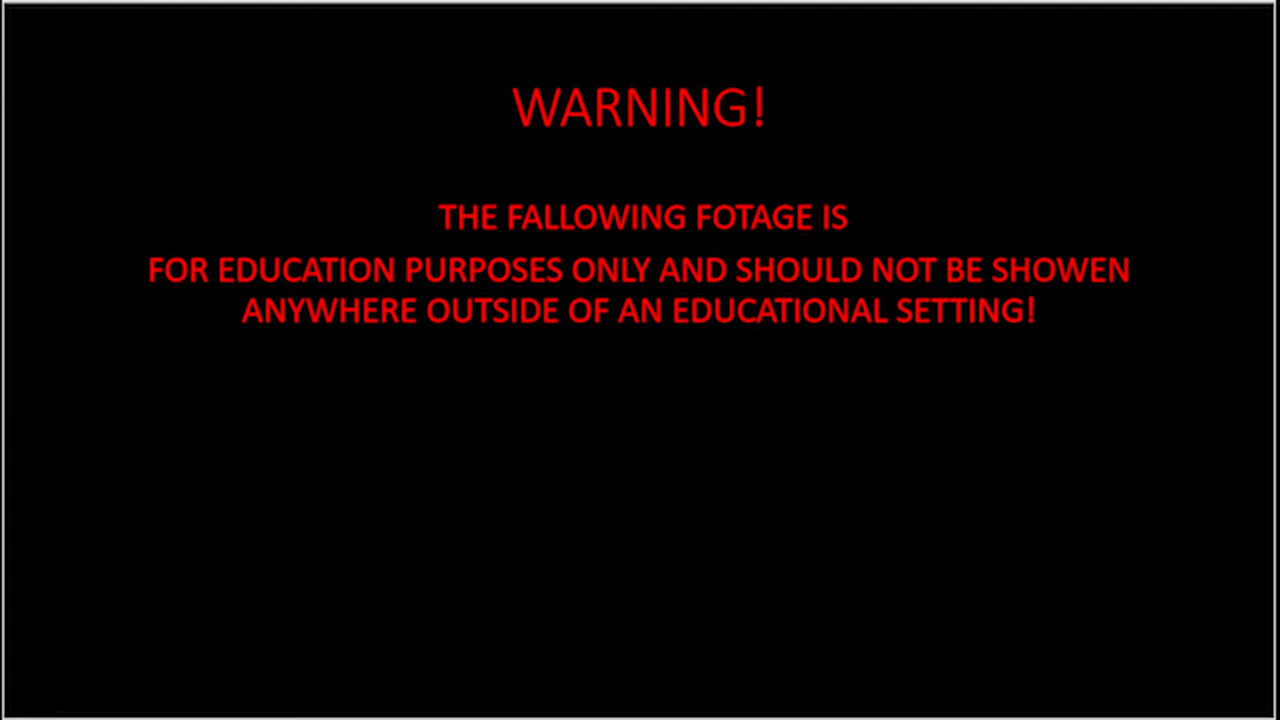 WARNING!
THE FALLOWING FOTAGE IS
FOR EDUCATION PURPOSES ONLY AND SHOULD NOT BE SHOWEN
ANYWHERE OUTSIDE OF AN EDUCATIONAL SETTING!